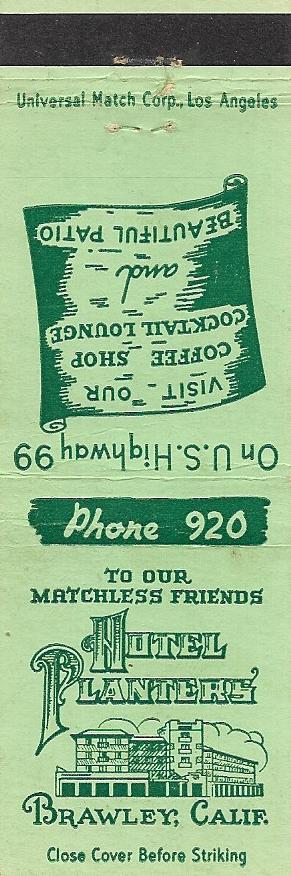 Universal Match Corp., Los Angeles
On U.S. Highway 99
VISIT OUR
COFFEE SHOP
COCKTAIL LOUNGE
and
BEAUTIFUL PATIO
Phone 920
TO OUR
MATCHLESS FRIENDS
HOTEL
PLANTERS'
BRAWLEY, CALIF.
Close Cover Before Striking